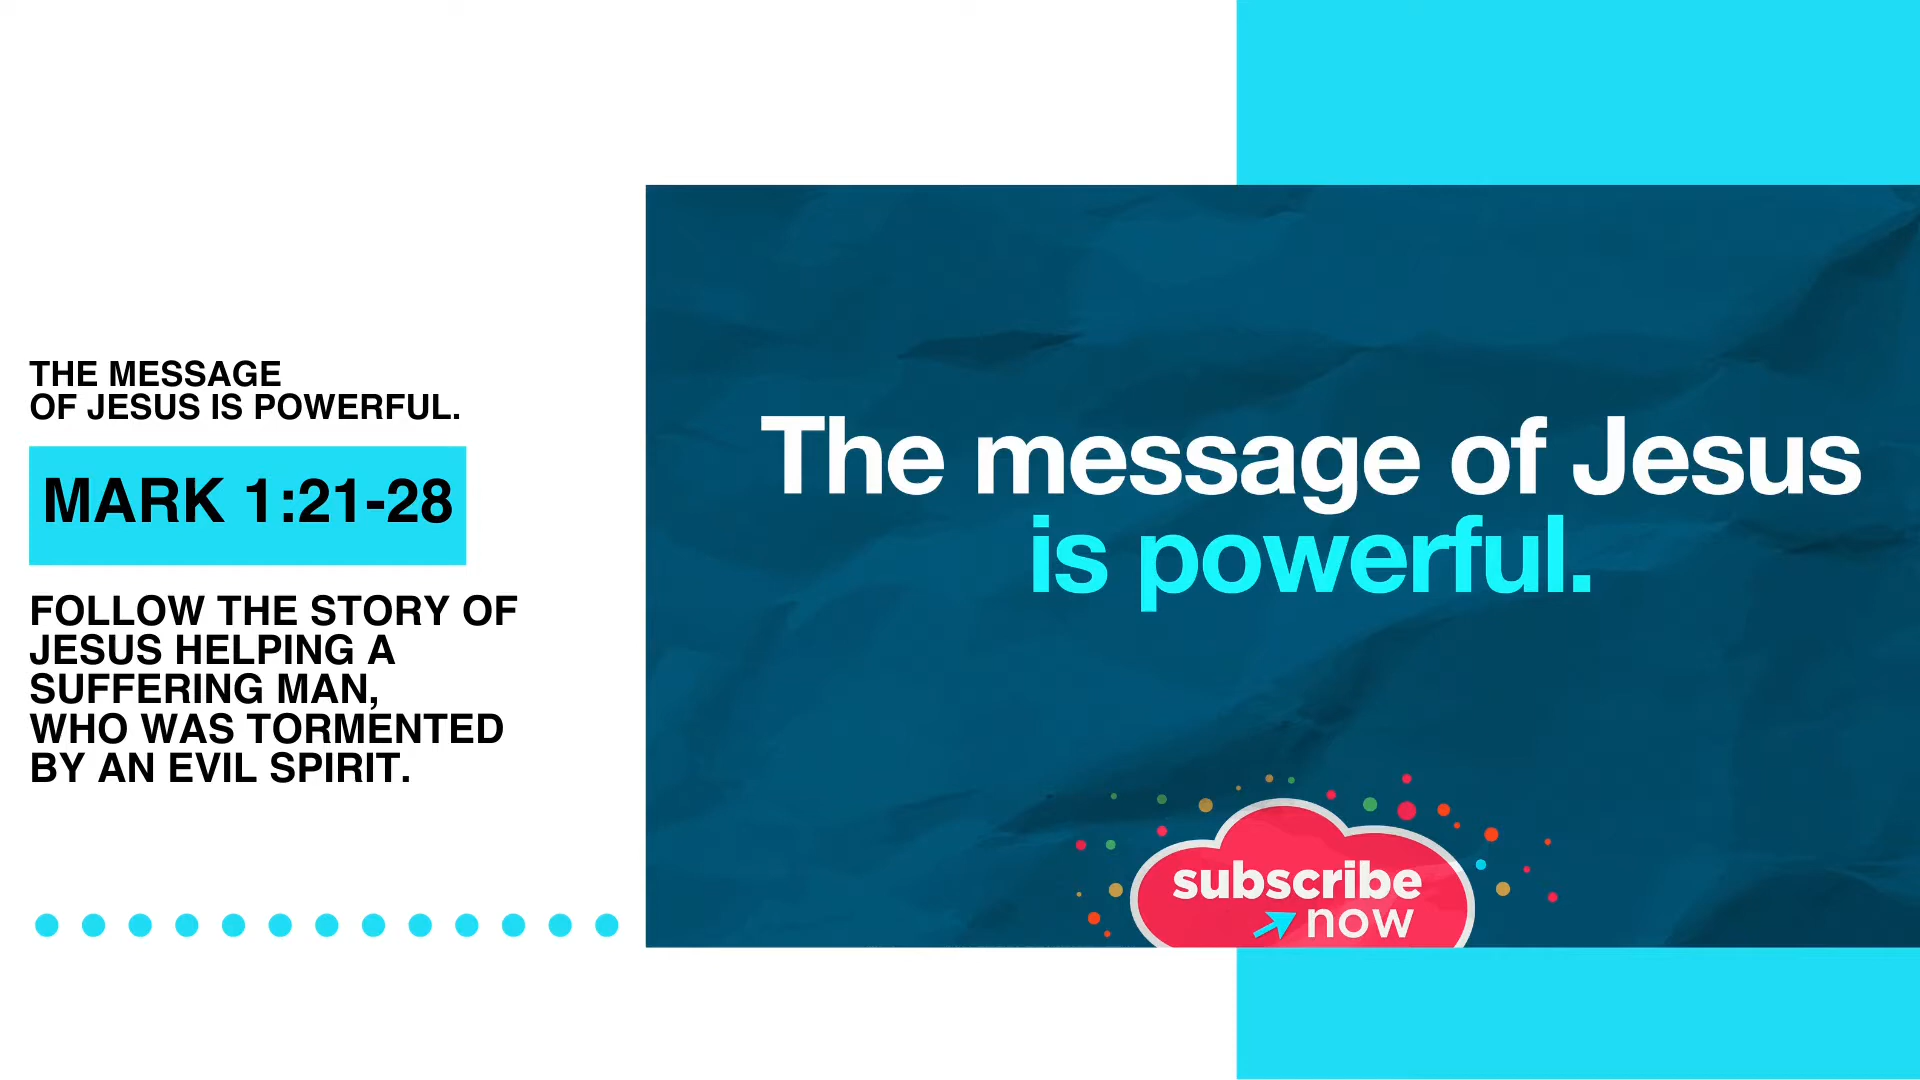 THE MESSAGE
OF JESUS IS POWERFUL.
MARK 1:21-28
FOLLOW THE STORY OF
JESUS HELPING A
SUFFERING MAN,
WHO WAS TORMENTED
BY AN EVIL SPIRIT.
The message of Jesus
is powerful.
subscribe
now